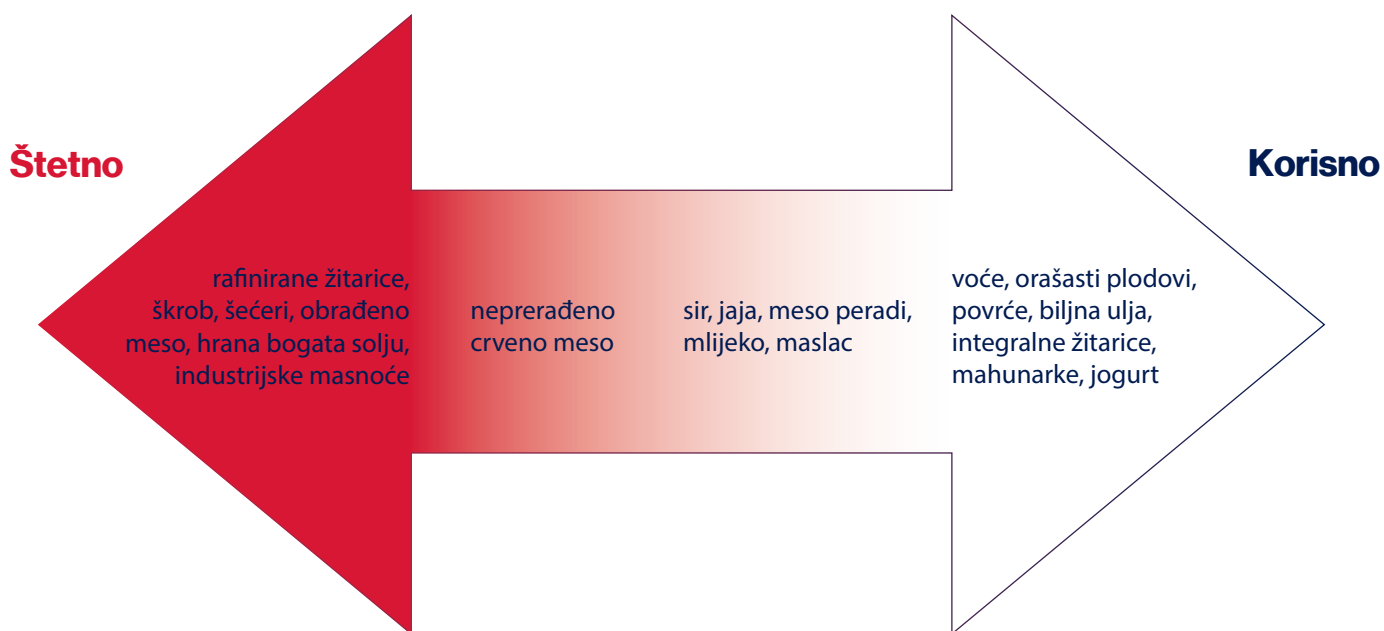 Štetno
Korisno
rafinirane žitarice,
škrob, šećeri, obrađeno
meso, hrana bogata solju,
industrijske masnoće
neprerađeno
crveno meso
sir, jaja, meso peradi,
mlijeko, maslac
voće, orašasti plodovi,
povrće, biljna ulja,
integralne žitarice,
mahunarke, jogurt